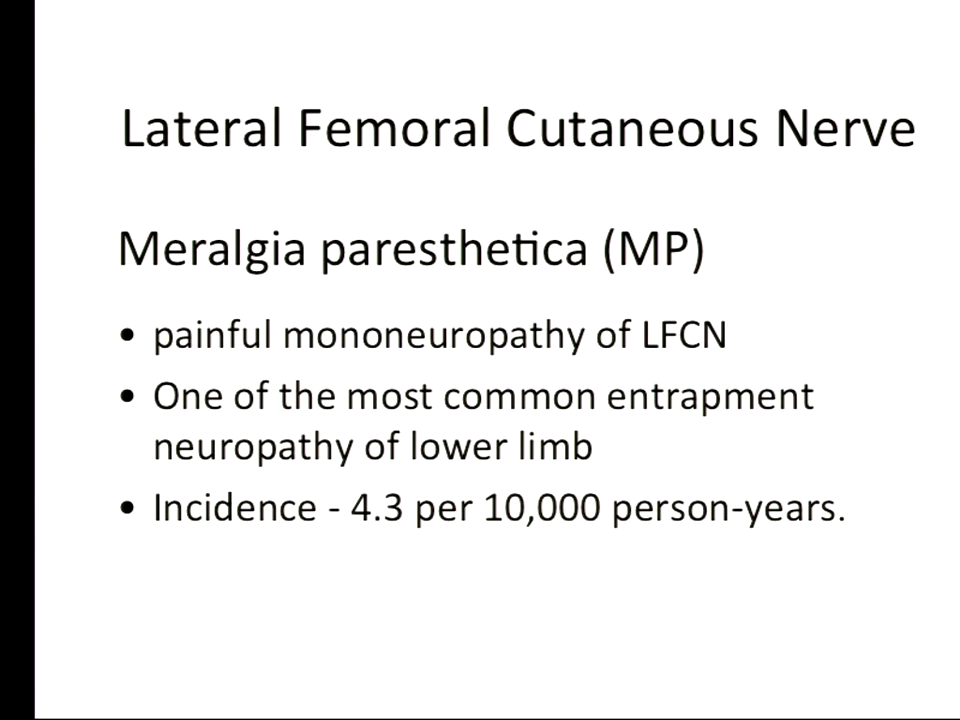 Lateral Femoral Cutaneous Nerve
Meralgia paresthetica (MP)
• painful mononeuropathy of LFCN
• One of the most common entrapment
neuropathy of lower limb
• Incidence - 4.3 per 10,000 person-years.